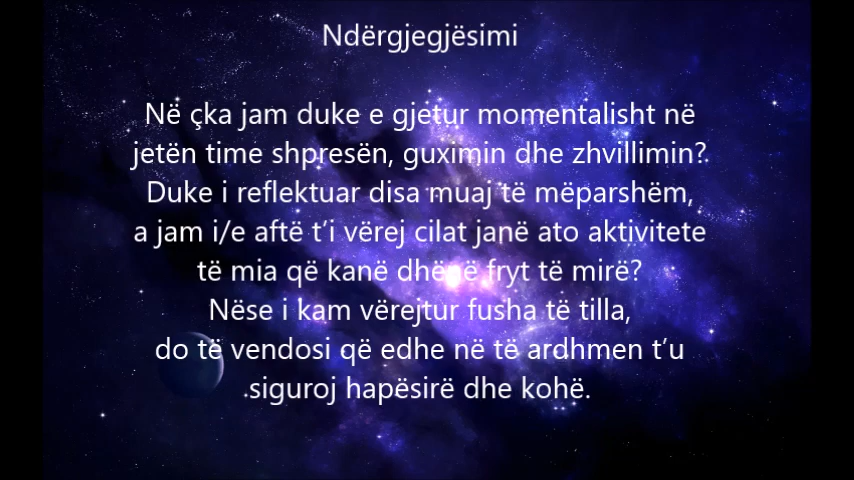 Ndërgjegjësimi
Në çka jam duke e gjetur momentalisht në
jetën time shpresën, guximin dhe zhvillimin?
Duke i reflektuar disa muaj të mëparshëm,
a jam i/e aftë t’i vërej cilat janë ato aktivitete
të mia që kanë dhënë fryt të mirë?
Nëse i kam vërejtur fusha të tilla,
do të vendosi që edhe në të ardhmen t’u
siguroj hapësirë dhe kohë.